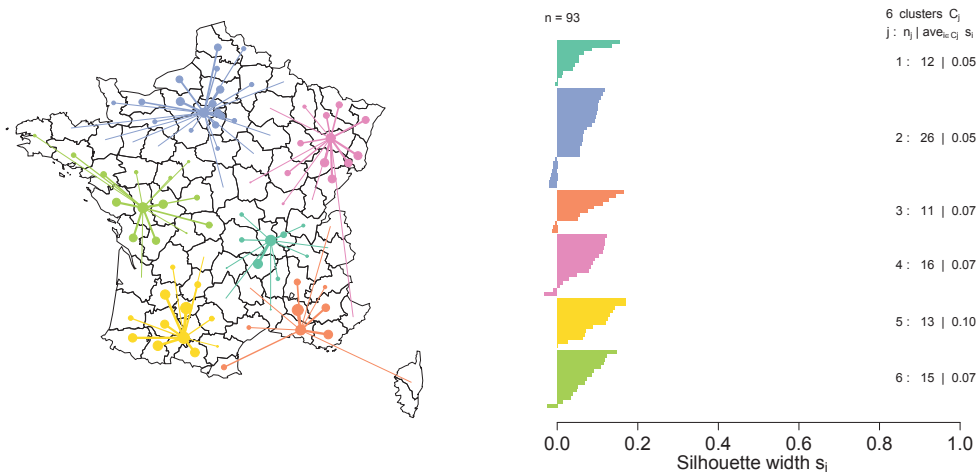 n = 93
6 clusters Cj
j : nj | avei∈Cj si
1 : 12 | 0.05
2 : 26 | 0.05
3 : 11 | 0.07
4 : 16 | 0.07
5 : 13 | 0.10
6 : 15 | 0.07
0.0 0.2 0.4 0.6 0.8 1.0
Silhouette width si